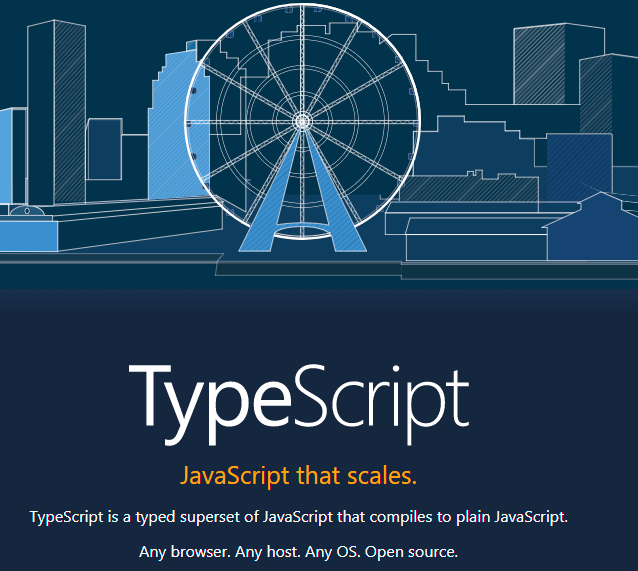 TypeScript
JavaScript that scales.
TypeScript is a typed superset of JavaScript that compiles to plain JavaScript.
Any browser. Any host. Any OS. Open source.